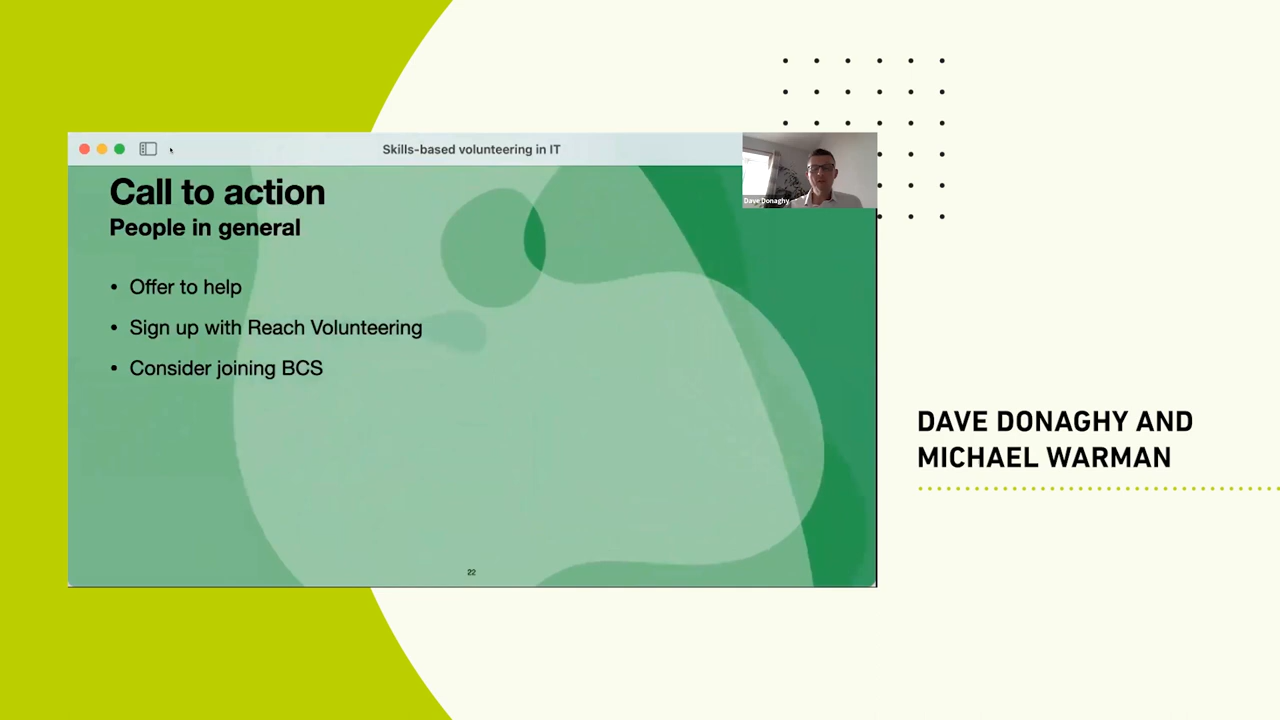 Skills-based volunteering in IT
Call to action
People in general
• Offer to help
• Sign up with Reach Volunteering
• Consider joining BCS
22
Dave Donaghy
DAVE DONAGHY AND
MICHAEL WARMAN